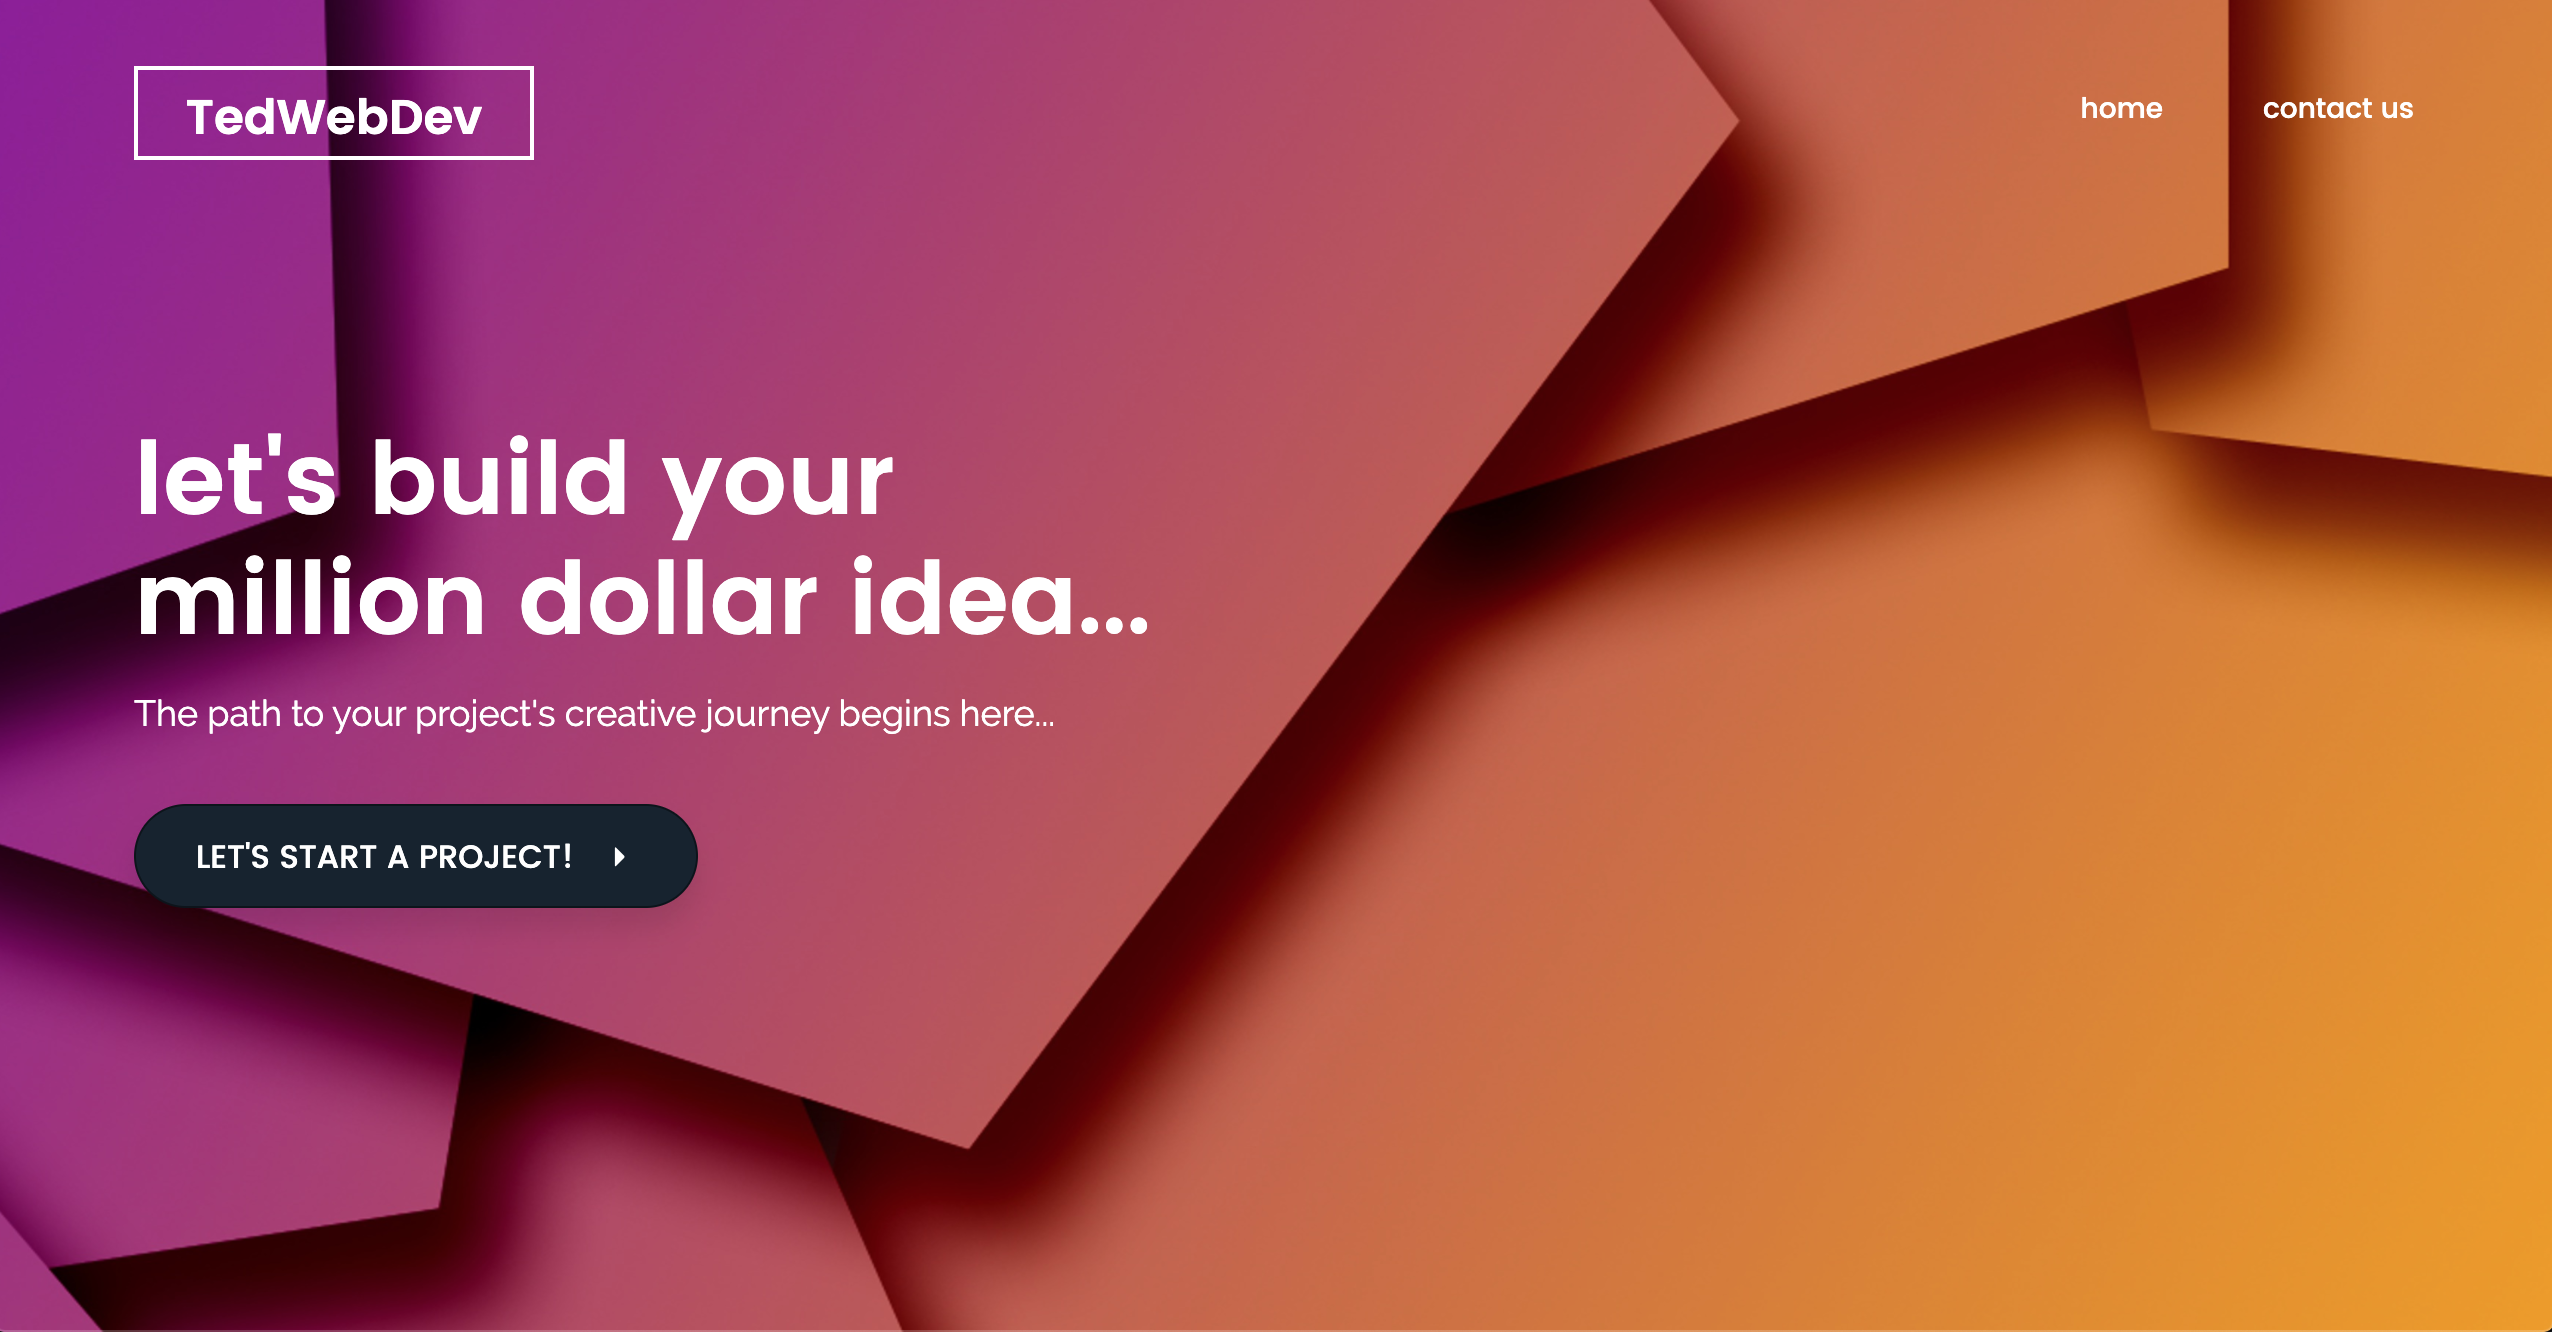 TedWebDev
home
contact us
let's build your
million dollar idea...
The path to your project's creative journey begins here...
LET'S START A PROJECT!